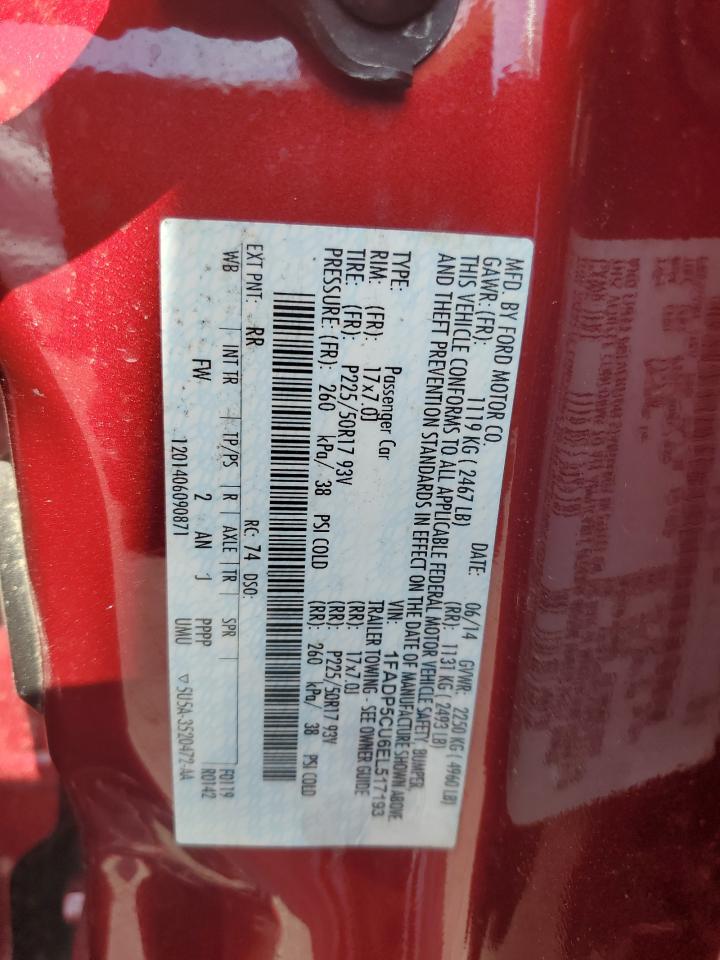 MFD. BY FORD MOTOR CO.
DATE: 06/14 GVWR: 2250 KG ( 4960 LB)
GAWR: (FR): 1119 KG ( 2467 LB) (RR): 1131 KG ( 2493 LB)
THIS VEHICLE CONFORMS TO ALL APPLICABLE FEDERAL MOTOR VEHICLE SAFETY, BUMPER,
AND THEFT PREVENTION STANDARDS IN EFFECT ON THE DATE OF MANUFACTURE SHOWN ABOVE.
VIN: 1FADP5CU6EL517193
TYPE: Passenger Car TRAILER TOWING - SEE OWNER GUIDE
RIM: (FR): 17x7.0J (RR): 17x7.0J
TIRE: (FR): P225/50R17 93V (RR): P225/50R17 93V
PRESSURE: (FR): 260 kPa/ 38 PSI COLD (RR): 260 kPa/ 38 PSI COLD
EXT PNT: RR RC: 74 DSO: F0119
WB INT TR TP/PS R AXLE TR SPR R0142
FW 2 AN J PPPP
1201406090871 UMU ▽5U5A-3520472-AA